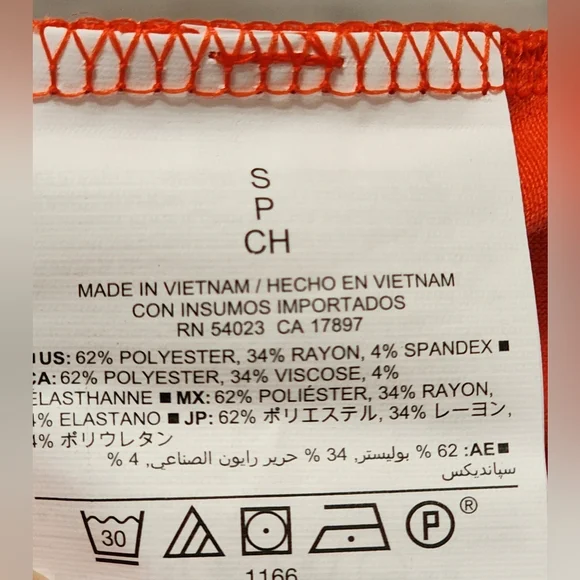 S
P
CH
MADE IN VIETNAM / HECHO EN VIETNAM
CON INSUMOS IMPORTADOS
RN 54023 CA 17897
US: 62% POLYESTER, 34% RAYON, 4% SPANDEX ■
CA: 62% POLYESTER, 34% VISCOSE, 4%
ELASTHANNE ■ MX: 62% POLIÉSTER, 34% RAYON,
4% ELASTANO ■ JP: 62% ポリエステル, 34% レーヨン,
4% ポリウレタン
■AE: 62 % بوليستر, 34 % حرير رايون الصناعي, 4 %
سبانديكس
30 P ®
1166